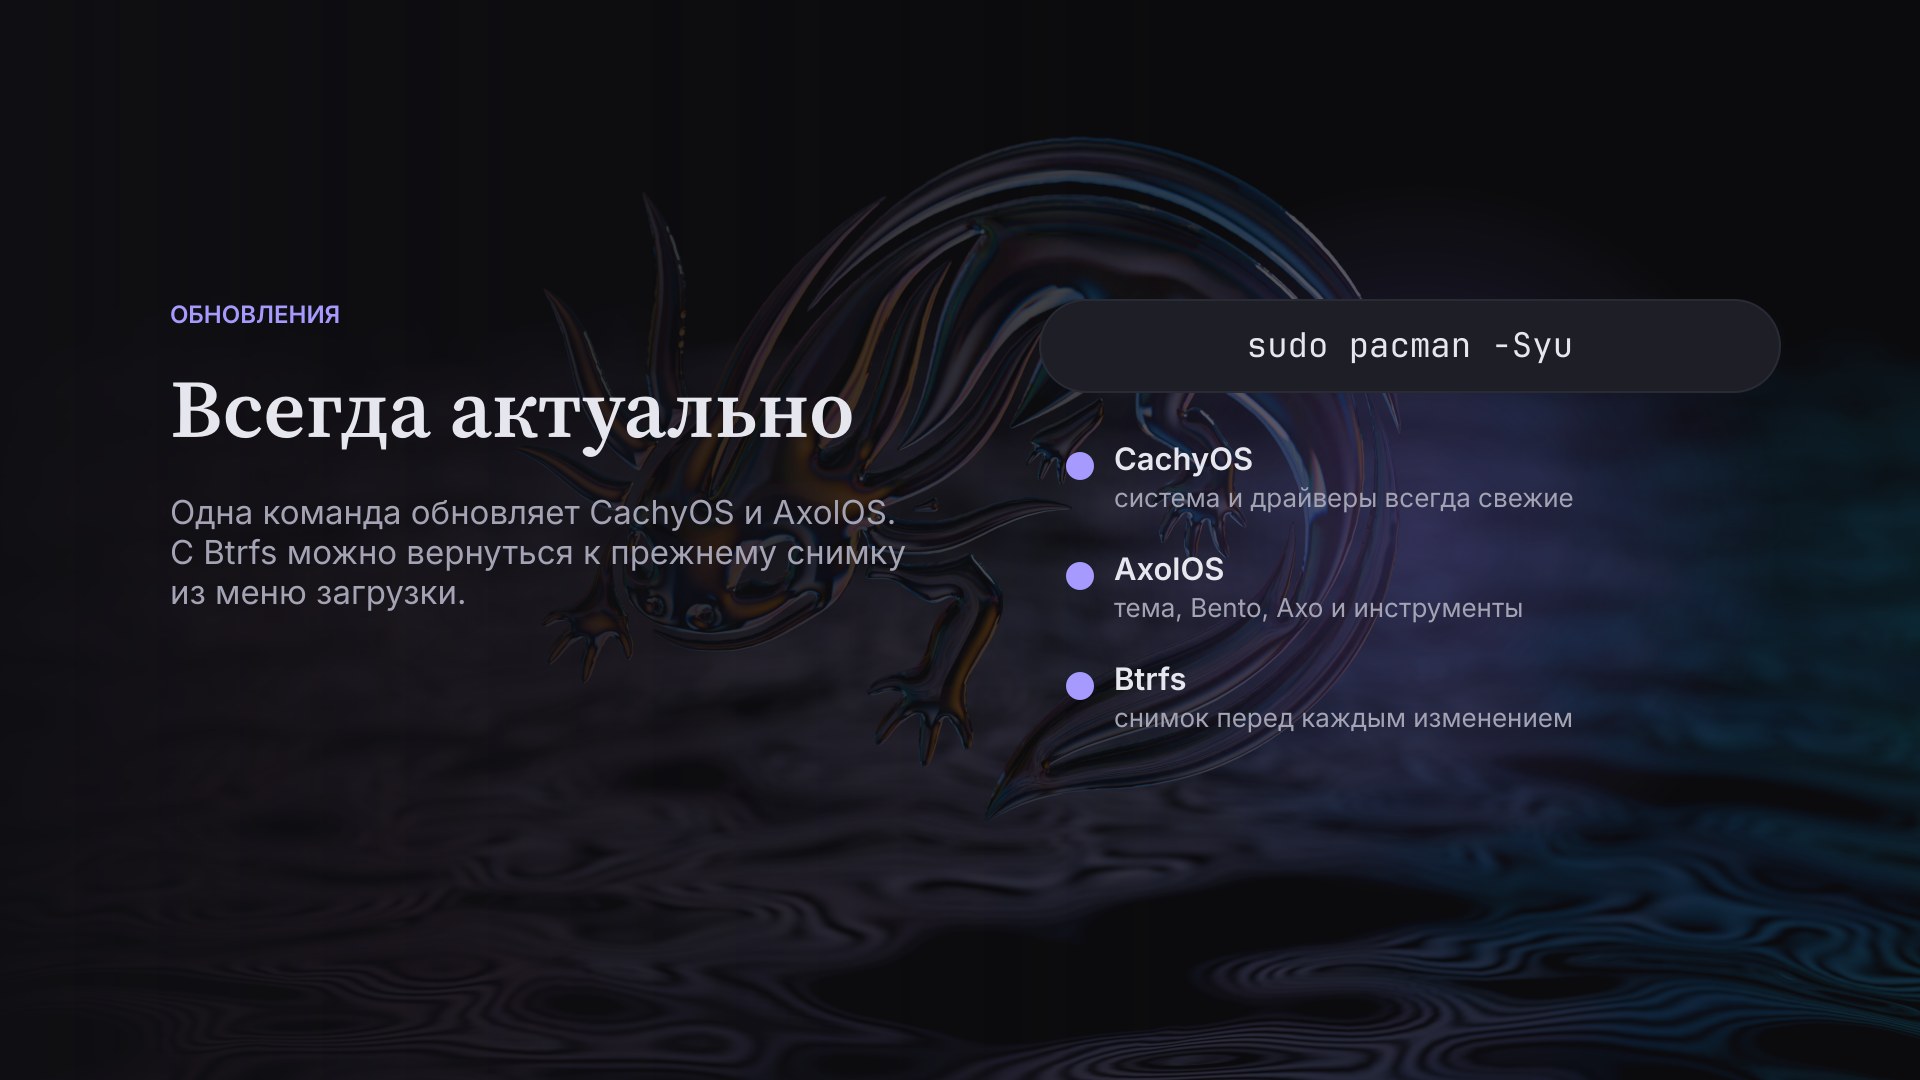 ОБНОВЛЕНИЯ
Всегда актуально
Одна команда обновляет CachyOS и AxolOS.
С Btrfs можно вернуться к прежнему снимку
из меню загрузки.
sudo pacman -Syu
CachyOS
система и драйверы всегда свежие
AxolOS
тема, Bento, Axo и инструменты
Btrfs
снимок перед каждым изменением